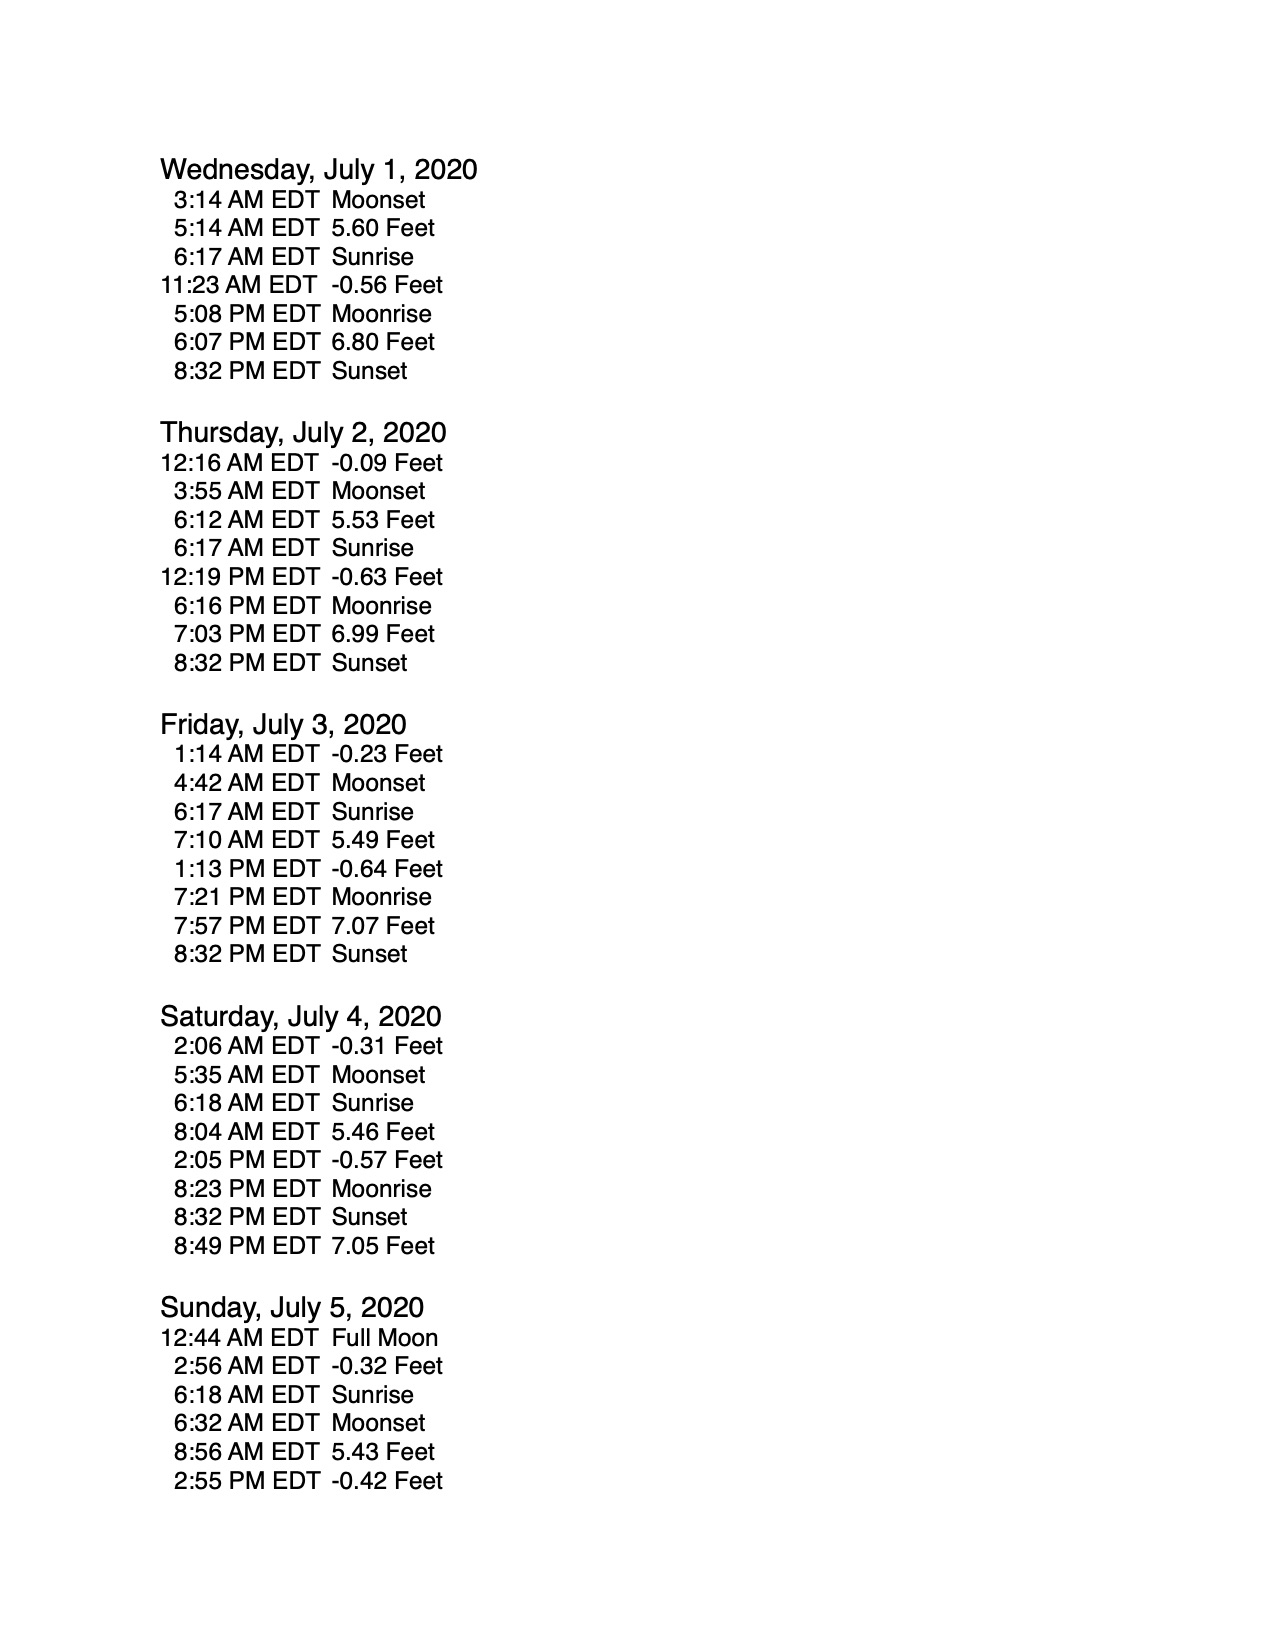 Wednesday, July 1, 2020
3:14 AM EDT Moonset
5:14 AM EDT 5.60 Feet
6:17 AM EDT Sunrise
11:23 AM EDT -0.56 Feet
5:08 PM EDT Moonrise
6:07 PM EDT 6.80 Feet
8:32 PM EDT Sunset
Thursday, July 2, 2020
12:16 AM EDT -0.09 Feet
3:55 AM EDT Moonset
6:12 AM EDT 5.53 Feet
6:17 AM EDT Sunrise
12:19 PM EDT -0.63 Feet
6:16 PM EDT Moonrise
7:03 PM EDT 6.99 Feet
8:32 PM EDT Sunset
Friday, July 3, 2020
1:14 AM EDT -0.23 Feet
4:42 AM EDT Moonset
6:17 AM EDT Sunrise
7:10 AM EDT 5.49 Feet
1:13 PM EDT -0.64 Feet
7:21 PM EDT Moonrise
7:57 PM EDT 7.07 Feet
8:32 PM EDT Sunset
Saturday, July 4, 2020
2:06 AM EDT -0.31 Feet
5:35 AM EDT Moonset
6:18 AM EDT Sunrise
8:04 AM EDT 5.46 Feet
2:05 PM EDT -0.57 Feet
8:23 PM EDT Moonrise
8:32 PM EDT Sunset
8:49 PM EDT 7.05 Feet
Sunday, July 5, 2020
12:44 AM EDT Full Moon
2:56 AM EDT -0.32 Feet
6:18 AM EDT Sunrise
6:32 AM EDT Moonset
8:56 AM EDT 5.43 Feet
2:55 PM EDT -0.42 Feet